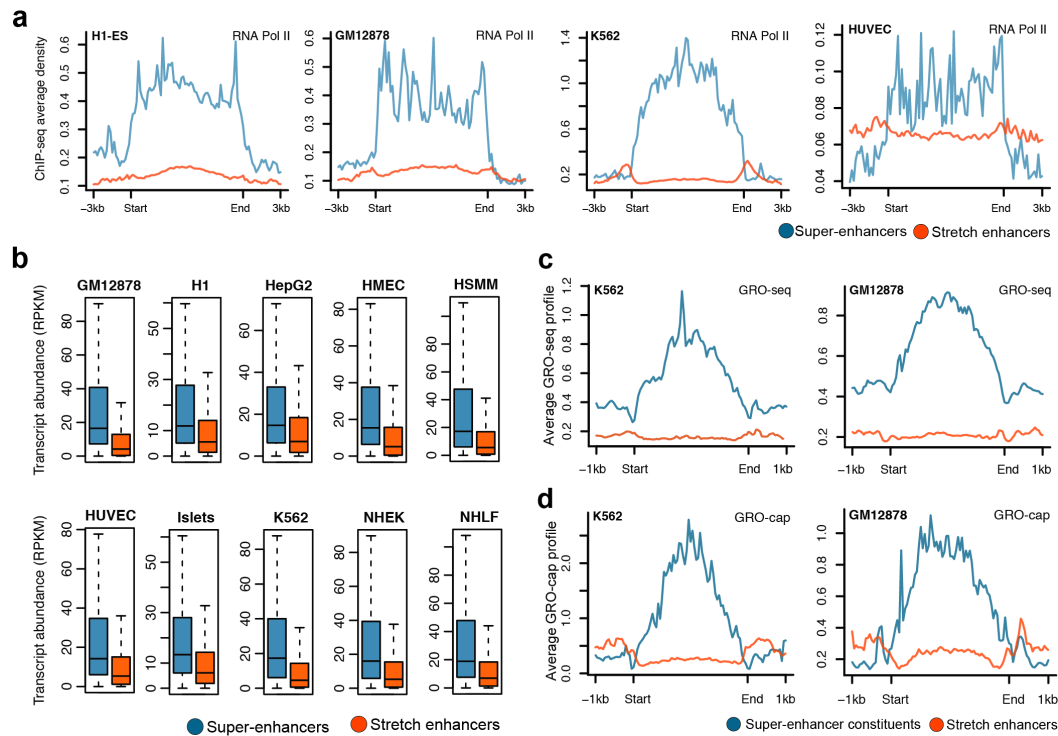 a
H1-ES
RNA Pol II
GM12878
RNA Pol II
K562
RNA Pol II
HUVEC
RNA Pol II
ChIP-seq average density
0.6
0.5
0.4
0.3
0.2
0.1
−3kb Start End 3kb
0.6
0.5
0.4
0.3
0.2
0.1
−3kb Start End 3kb
1.4
1.0
0.6
0.2
−3kb Start End 3kb
0.12
0.10
0.08
0.06
0.04
−3kb Start End 3kb
Super-enhancers Stretch enhancers
b
Transcript abundance (RPKM)
GM12878
80
60
40
20
0
H1
50
30
10
0
HepG2
60
40
20
0
HMEC
80
60
40
20
0
HSMM
80
60
40
20
0
Transcript abundance (RPKM)
HUVEC
80
60
40
20
0
Islets
50
30
10
0
K562
80
60
40
20
0
NHEK
80
60
40
20
0
NHLF
80
60
40
20
0
Super-enhancers Stretch enhancers
c
Average GRO-seq profile
K562
GRO-seq
1.2
1.0
0.8
0.6
0.4
0.2
−1kb Start End 1kb
GM12878
GRO-seq
0.8
0.6
0.4
0.2
−1kb Start End 1kb
d
Average GRO-cap profile
K562
GRO-cap
2.0
1.0
0.0
−1kb Start End 1kb
GM12878
GRO-cap
1.0
0.8
0.6
0.4
0.2
−1kb Start End 1kb
Super-enhancer constituents Stretch enhancers